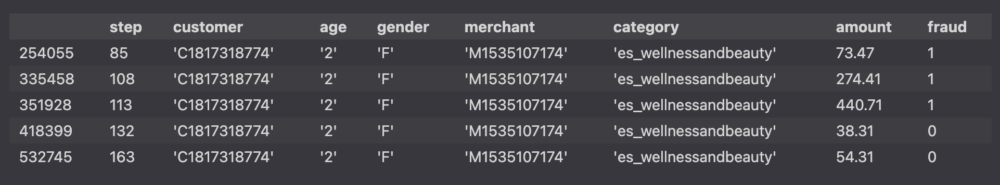 step customer age gender merchant category amount fraud
254055 85 'C1817318774' '2' 'F' 'M1535107174' 'es_wellnessandbeauty' 73.47 1
335458 108 'C1817318774' '2' 'F' 'M1535107174' 'es_wellnessandbeauty' 274.41 1
351928 113 'C1817318774' '2' 'F' 'M1535107174' 'es_wellnessandbeauty' 440.71 1
418399 132 'C1817318774' '2' 'F' 'M1535107174' 'es_wellnessandbeauty' 38.31 0
532745 163 'C1817318774' '2' 'F' 'M1535107174' 'es_wellnessandbeauty' 54.31 0